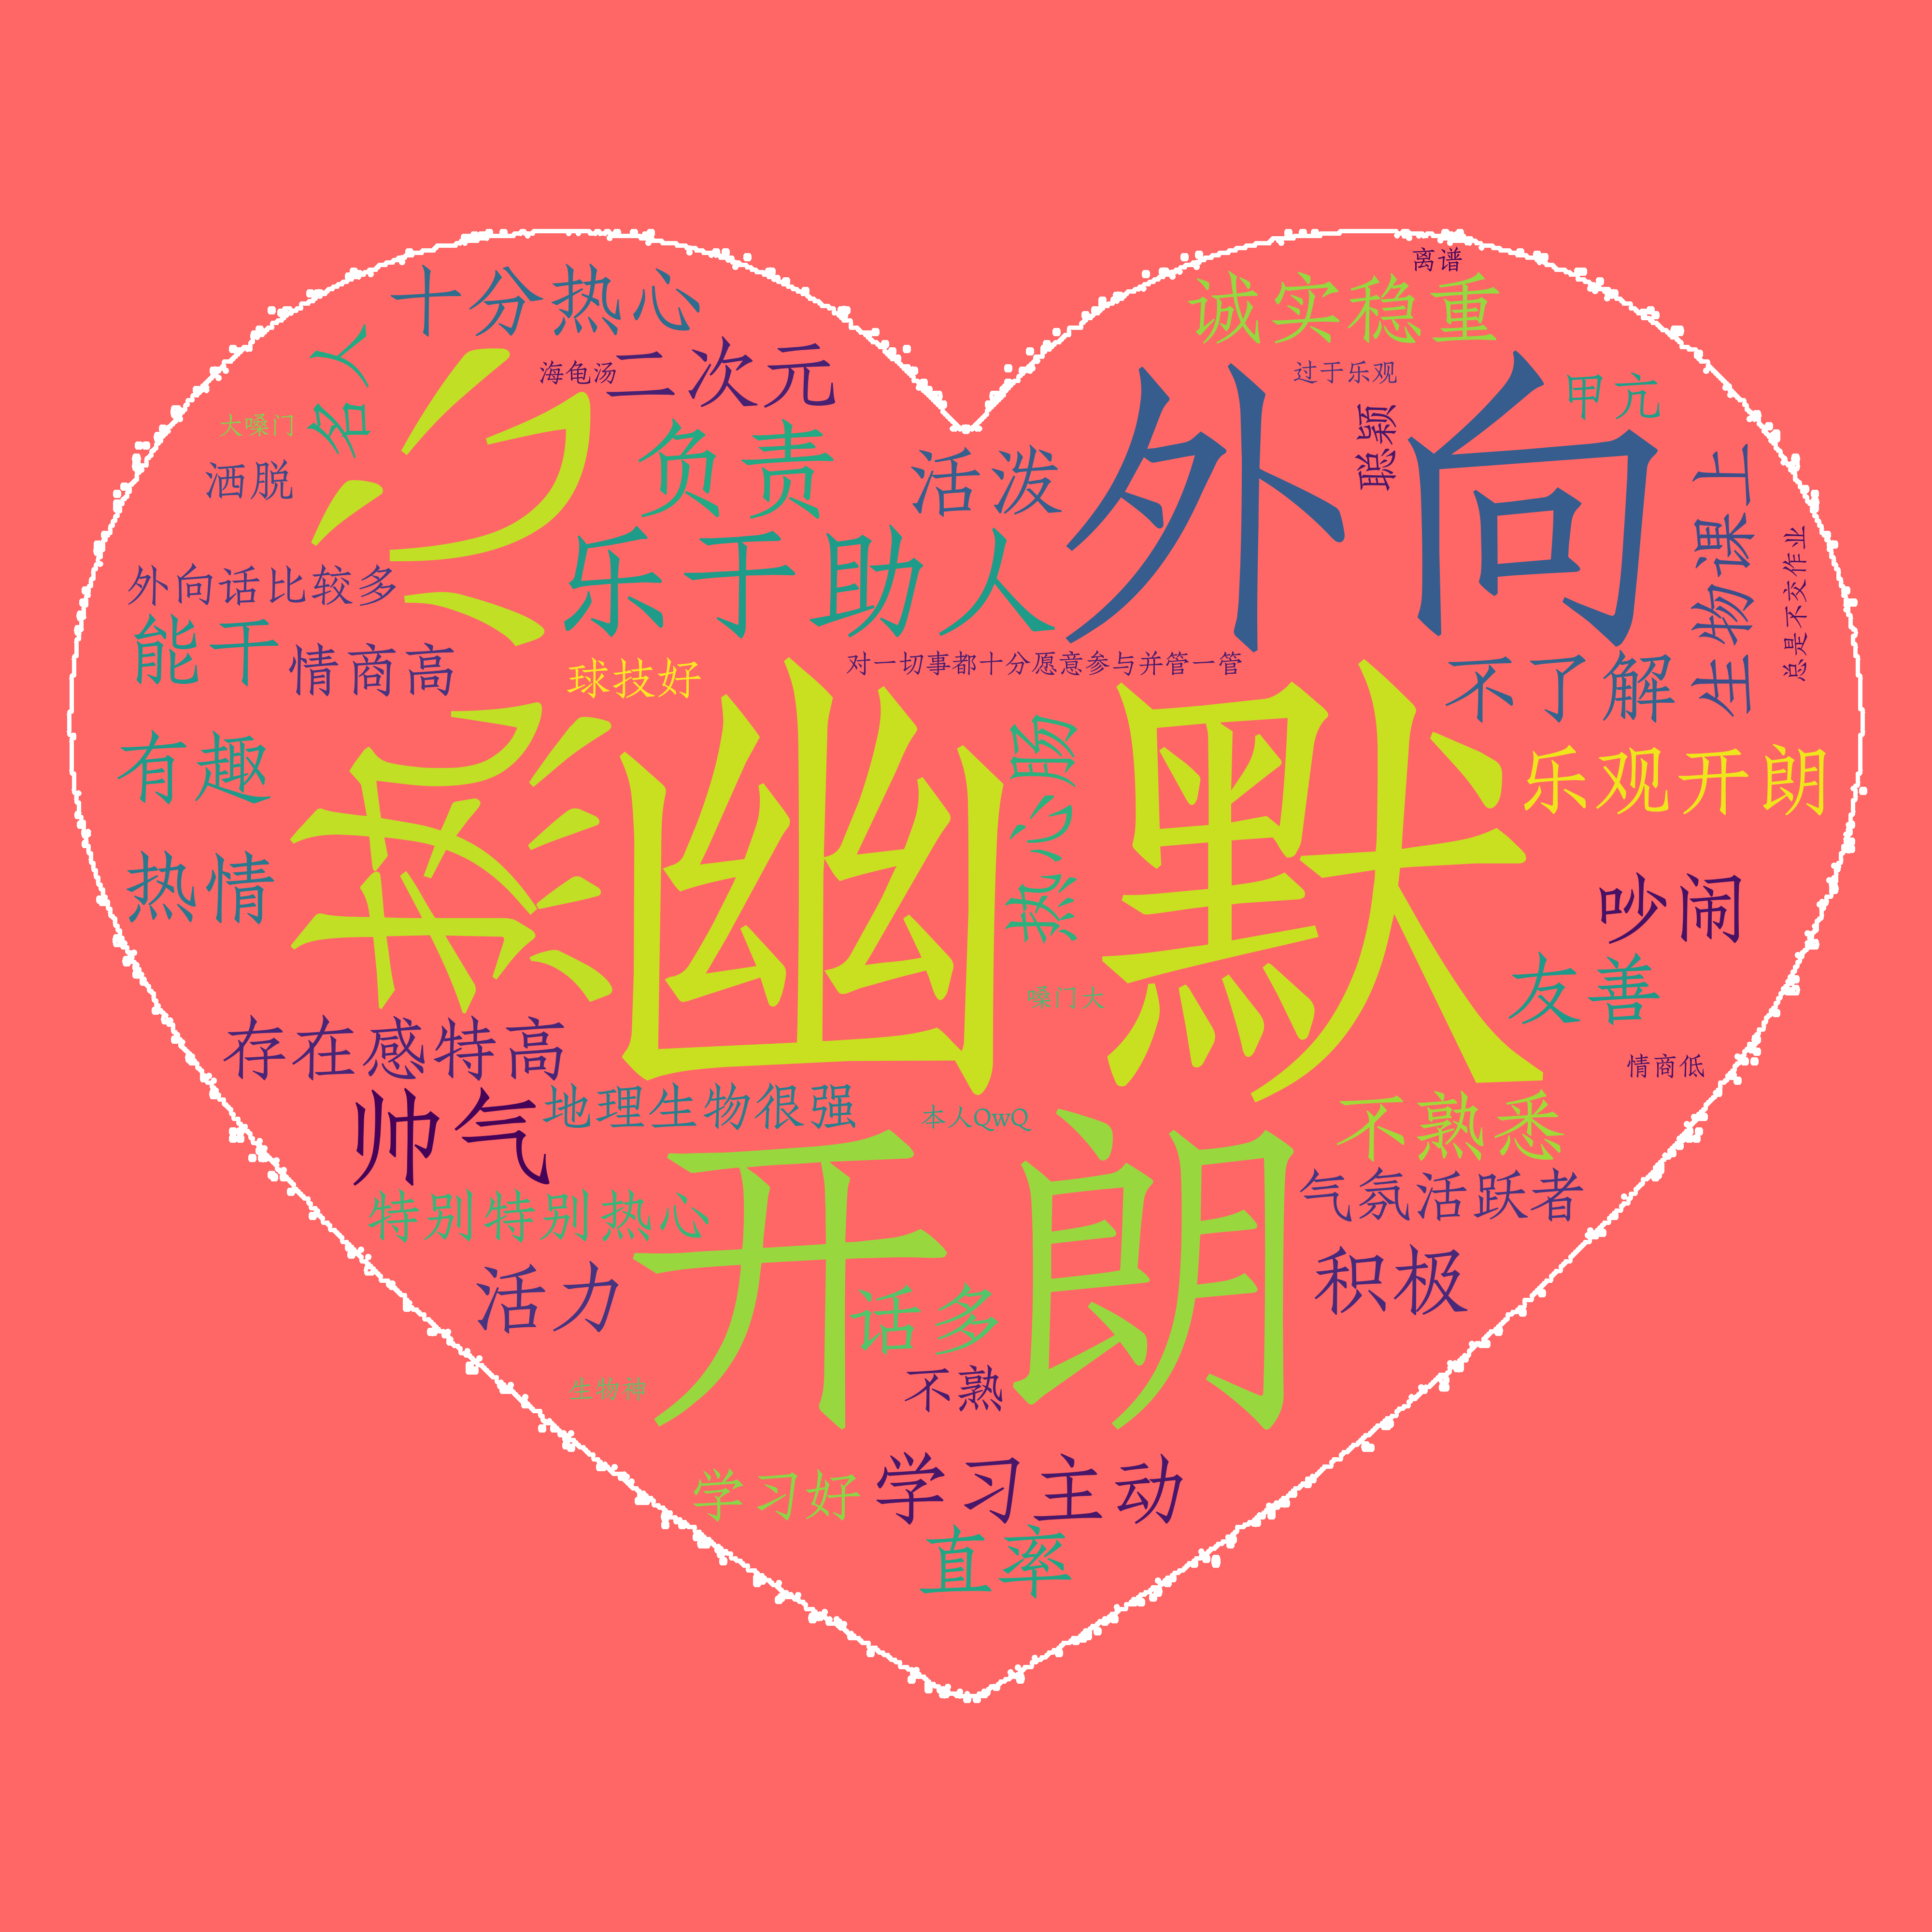 离谱
十分热心
诚实稳重
海龟汤
二次元
过于乐观
名人
甲亢
大嗓门
聪颖
洒脱
负责
活泼
外向
热心
乐于助人
生物课上
总是不交作业
外向话比较多
能干
情商高
球技好
对一切事都十分愿意参与并管一管
不了解
有趣
幽默
热心肠
乐观开朗
热情
吵闹
嗓门大
友善
存在感特高
情商低
帅气
地理生物很强
本人QwQ
不熟悉
特别特别热心
开朗
气氛活跃者
活力
话多
积极
生物神
不熟
学习好
学习主动
直率